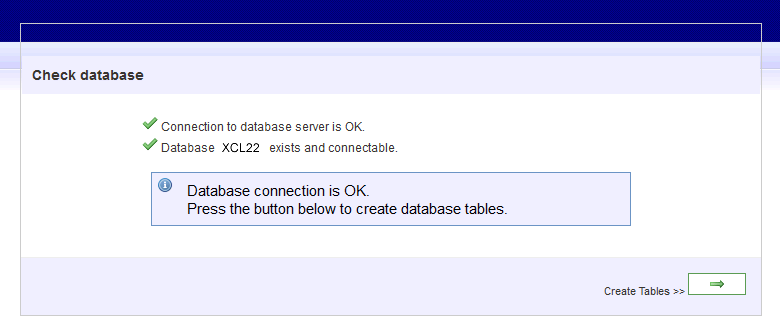 Check database
Connection to database server is OK.
Database XCL22 exists and connectable.
Database connection is OK.
Press the button below to create database tables.
Create Tables >>